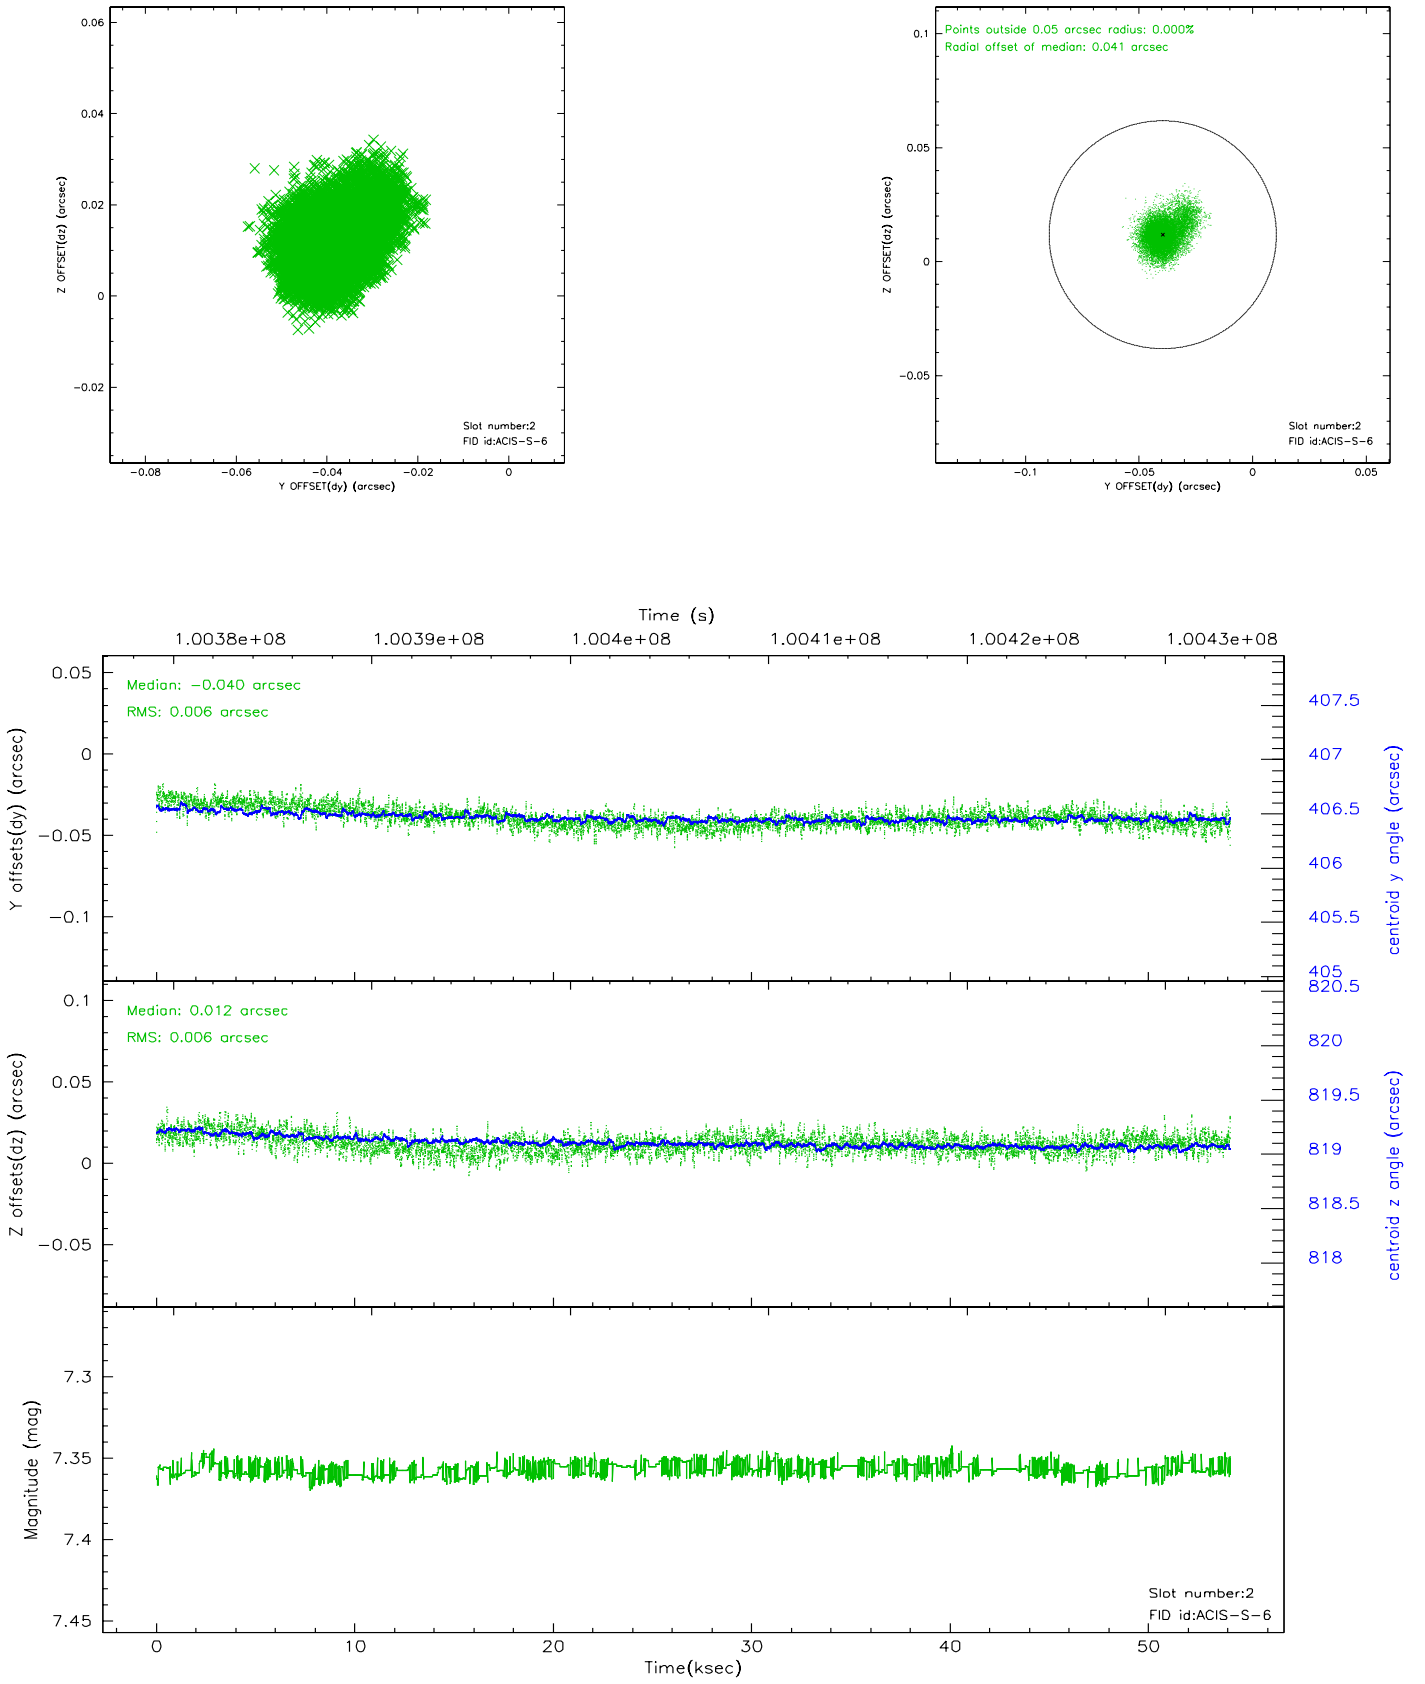 0.06
0.04
0.02
0
−0.02
Z OFFSET(dz) (arcsec)
Slot number:2
FID id:ACIS−S−6
−0.08 −0.06 −0.04 −0.02 0
Y OFFSET(dy) (arcsec)
Points outside 0.05 arcsec radius: 0.000%
Radial offset of median: 0.041 arcsec
0.1
0.05
0
−0.05
Z OFFSET(dz) (arcsec)
Slot number:2
FID id:ACIS−S−6
−0.1 −0.05 0 0.05
Y OFFSET(dy) (arcsec)
Time (s)
1.0038e+08 1.0039e+08 1.004e+08 1.0041e+08 1.0042e+08 1.0043e+08
Median: −0.040 arcsec
RMS: 0.006 arcsec
0.05
0
−0.05
−0.1
Y offsets(dy) (arcsec)
407.5
407
406.5
406
405.5
405
centroid y angle (arcsec)
Median: 0.012 arcsec
RMS: 0.006 arcsec
0.1
0.05
0
−0.05
Z offsets(dz) (arcsec)
820.5
820
819.5
819
818.5
818
centroid z angle (arcsec)
7.3
7.35
7.4
7.45
Magnitude (mag)
Slot number:2
FID id:ACIS−S−6
0 10 20 30 40 50
Time(ksec)